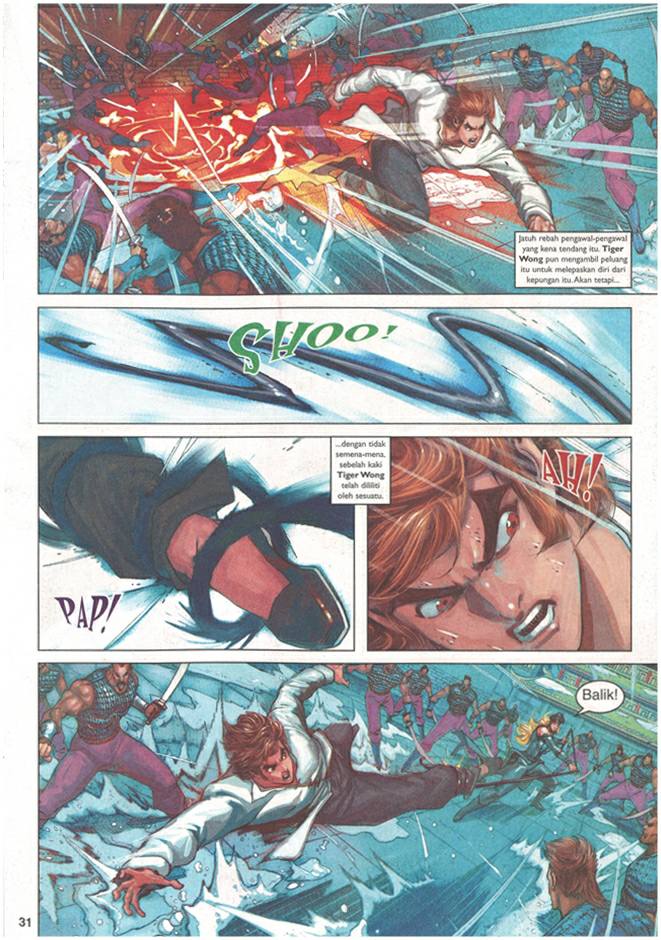 Jatuh rebah pengawal-pengawal
yang kena tendang itu. Tiger
Wong pun mengambil peluang
itu untuk melepaskan diri dari
kepungan itu. Akan tetapi...
SHOO!
...dengan tidak
semena-mena,
sebelah kaki
Tiger Wong
telah dililiti
oleh sesuatu.
AH!
PAP!
Balik!
31